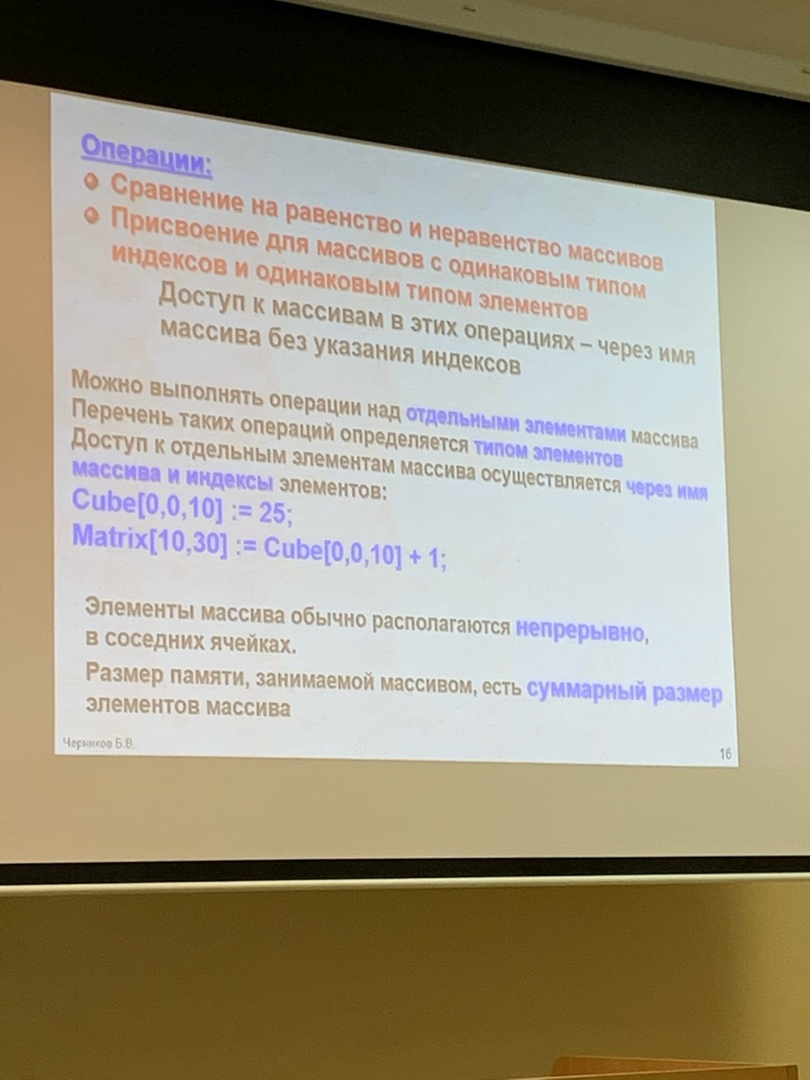 Операции:
Сравнение на равенство и неравенство массивов
Присвоение для массивов с одинаковым типом
индексов и одинаковым типом элементов
Доступ к массивам в этих операциях – через имя
массива без указания индексов
Можно выполнять операции над отдельными элементами массива
Перечень таких операций определяется типом элементов
Доступ к отдельным элементам массива осуществляется через имя
массива и индексы элементов:
Cube[0,0,10] := 25;
Matrix[10,30] := Cube[0,0,10] + 1;
Элементы массива обычно располагаются непрерывно,
в соседних ячейках.
Размер памяти, занимаемой массивом, есть суммарный размер
элементов массива
Черников Б.В.
16